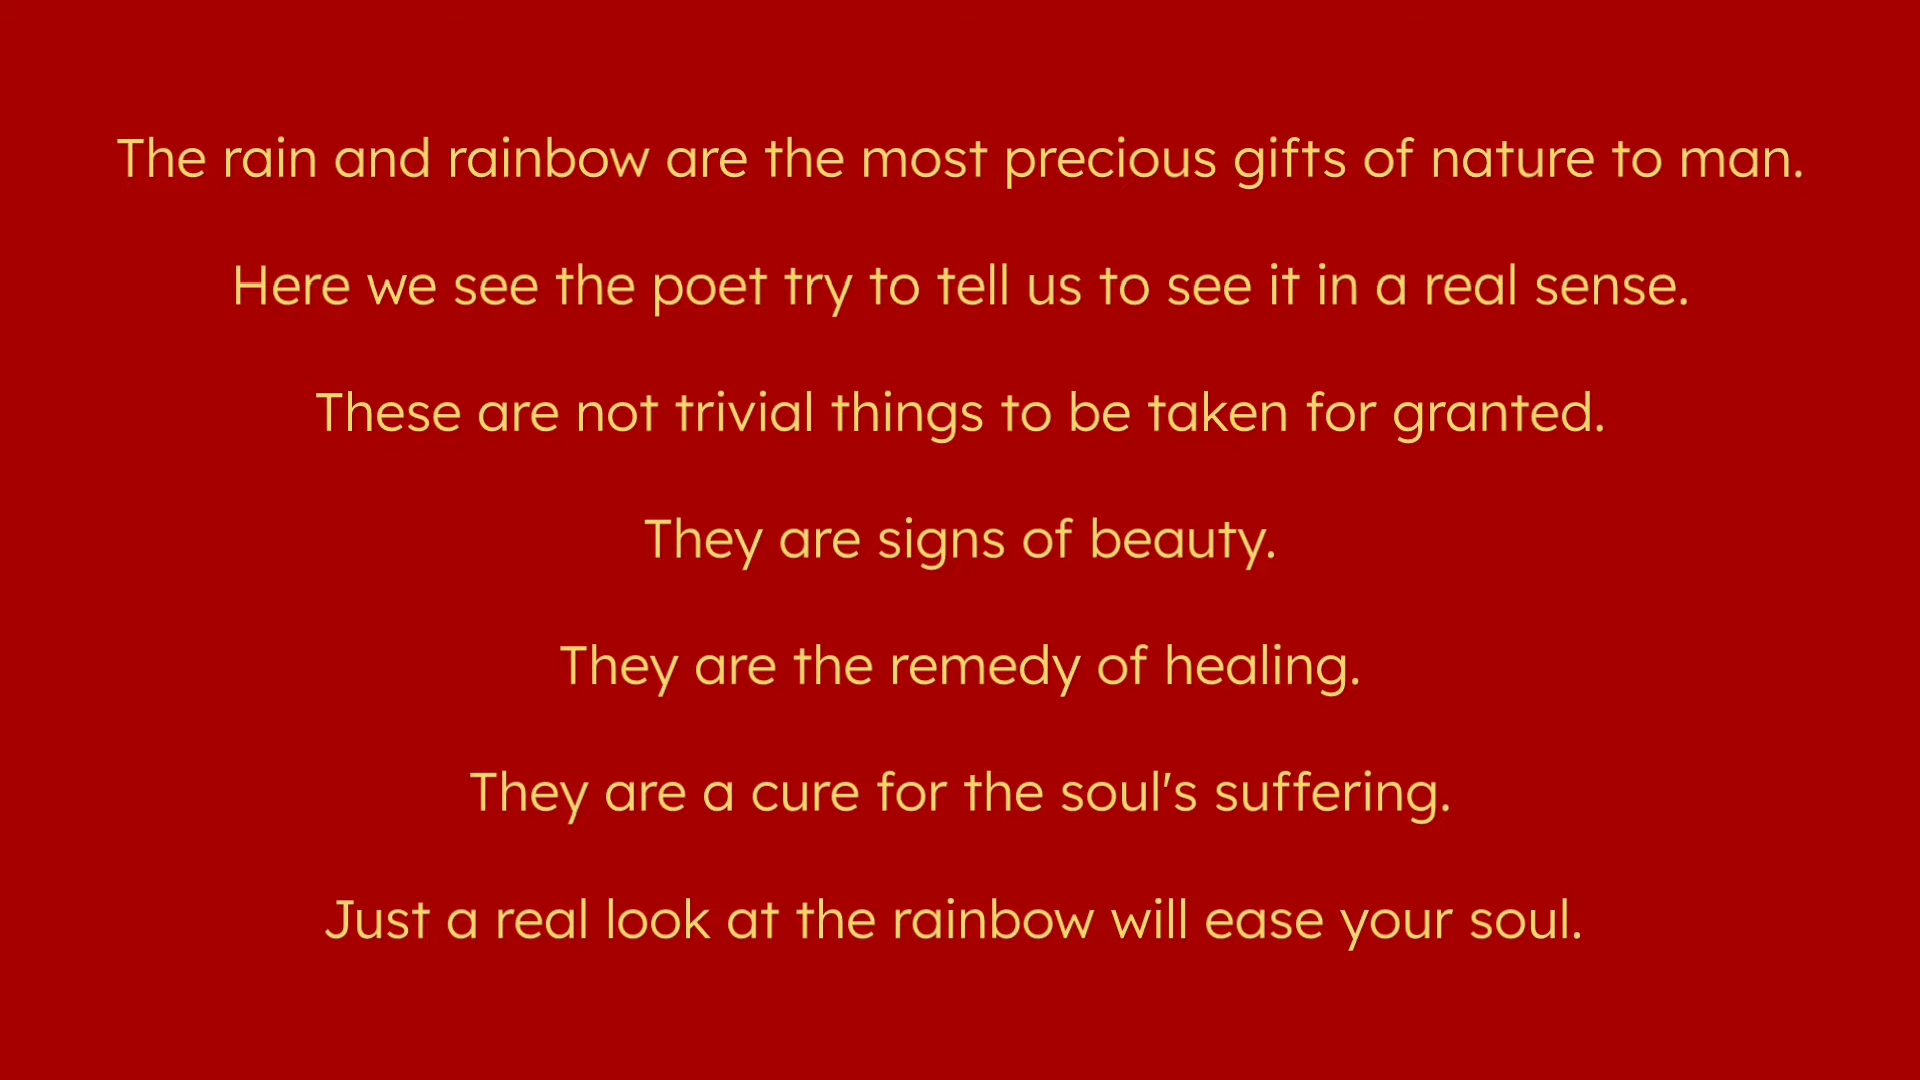 The rain and rainbow are the most precious gifts of nature to man.
Here we see the poet try to tell us to see it in a real sense.
These are not trivial things to be taken for granted.
They are signs of beauty.
They are the remedy of healing.
They are a cure for the soul's suffering.
Just a real look at the rainbow will ease your soul.